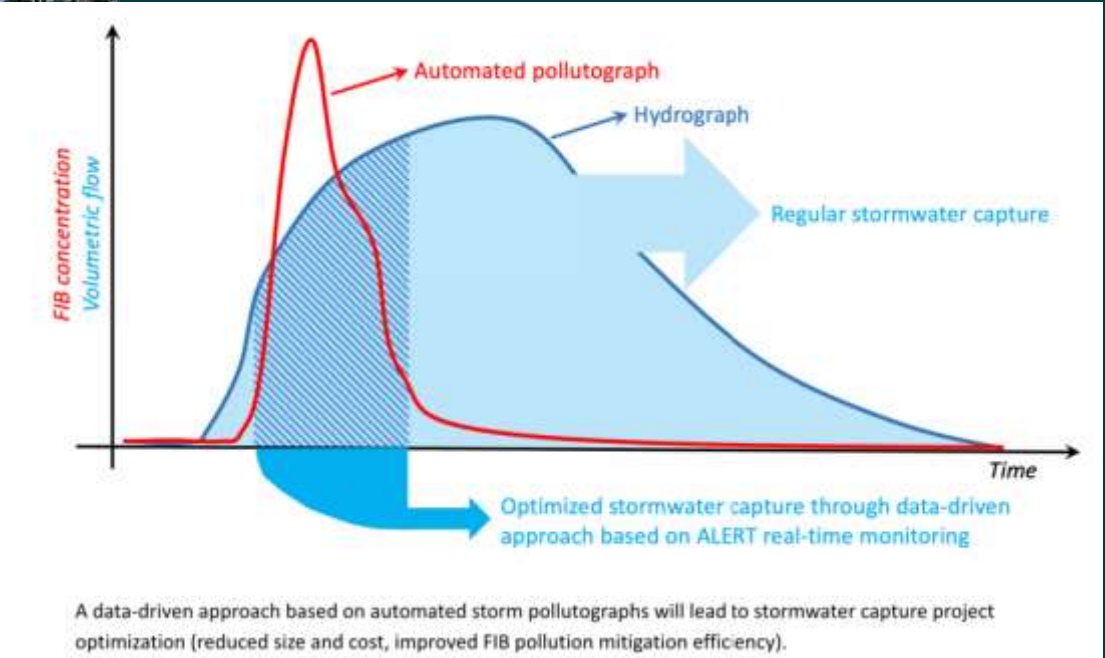 Automated pollutograph
Hydrograph
FIB concentration
Volumetric flow
Regular stormwater capture
Time
Optimized stormwater capture through data-driven
approach based on ALERT real-time monitoring
A data-driven approach based on automated storm pollutographs will lead to stormwater capture project
optimization (reduced size and cost, improved FIB pollution mitigation efficiency).